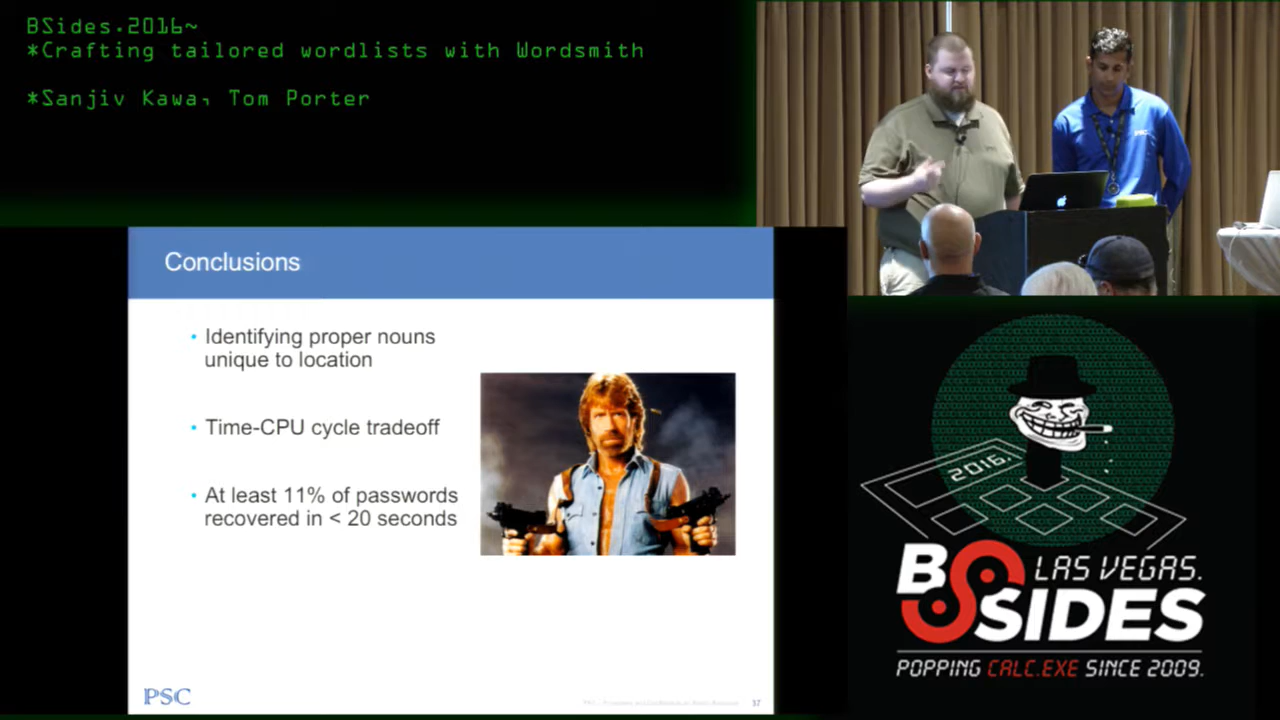 BSides.2016~
*Crafting tailored wordlists with Wordsmith
*Sanjiv Kawa, Tom Porter
PSC
Conclusions
• Identifying proper nouns
unique to location
• Time-CPU cycle tradeoff
• At least 11% of passwords
recovered in < 20 seconds
PSC
37
2016.
BSIDES
LAS VEGAS.
POPPING CALC.EXE SINCE 2009.